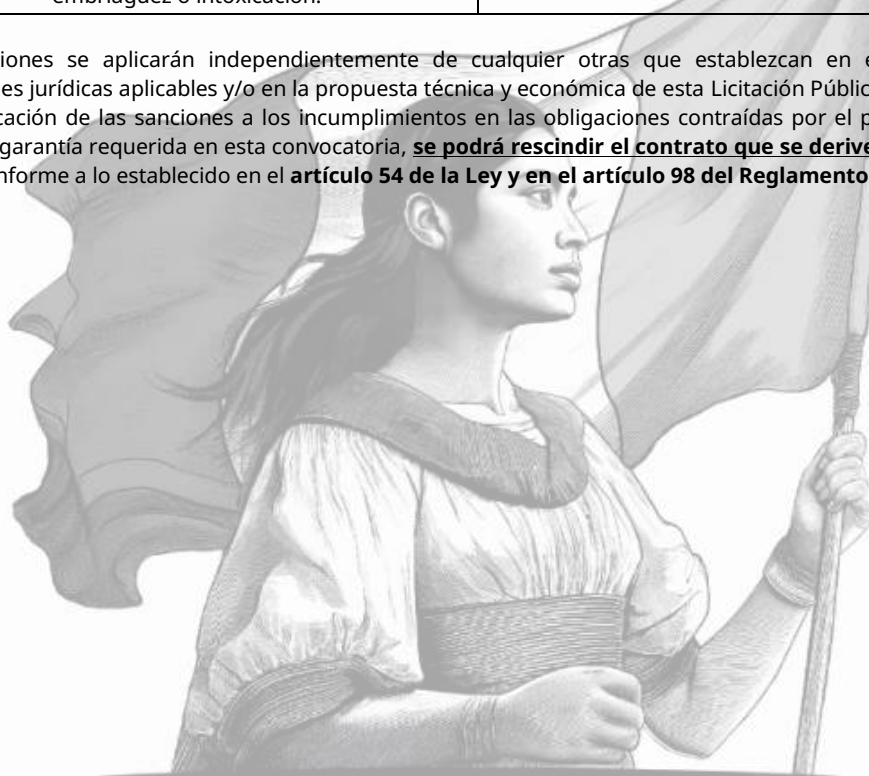 embriaguez o intoxicación.
iones se aplicarán independientemente de cualquier otras que establezcan en e
es jurídicas aplicables y/o en la propuesta técnica y económica de esta Licitación Públic
cación de las sanciones a los incumplimientos en las obligaciones contraídas por el p
garantía requerida en esta convocatoria, se podrá rescindir el contrato que se derive
nforme a lo establecido en el artículo 54 de la Ley y en el artículo 98 del Reglamento